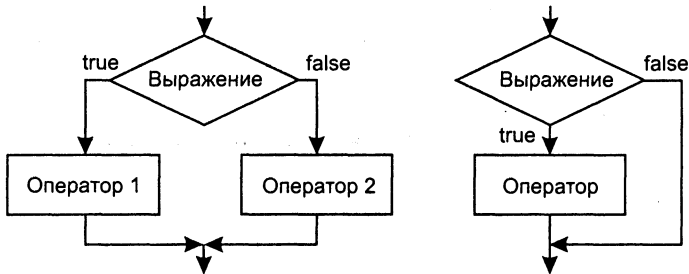 true
Выражение
false
Оператор 1
Оператор 2
Выражение
false
true
Оператор